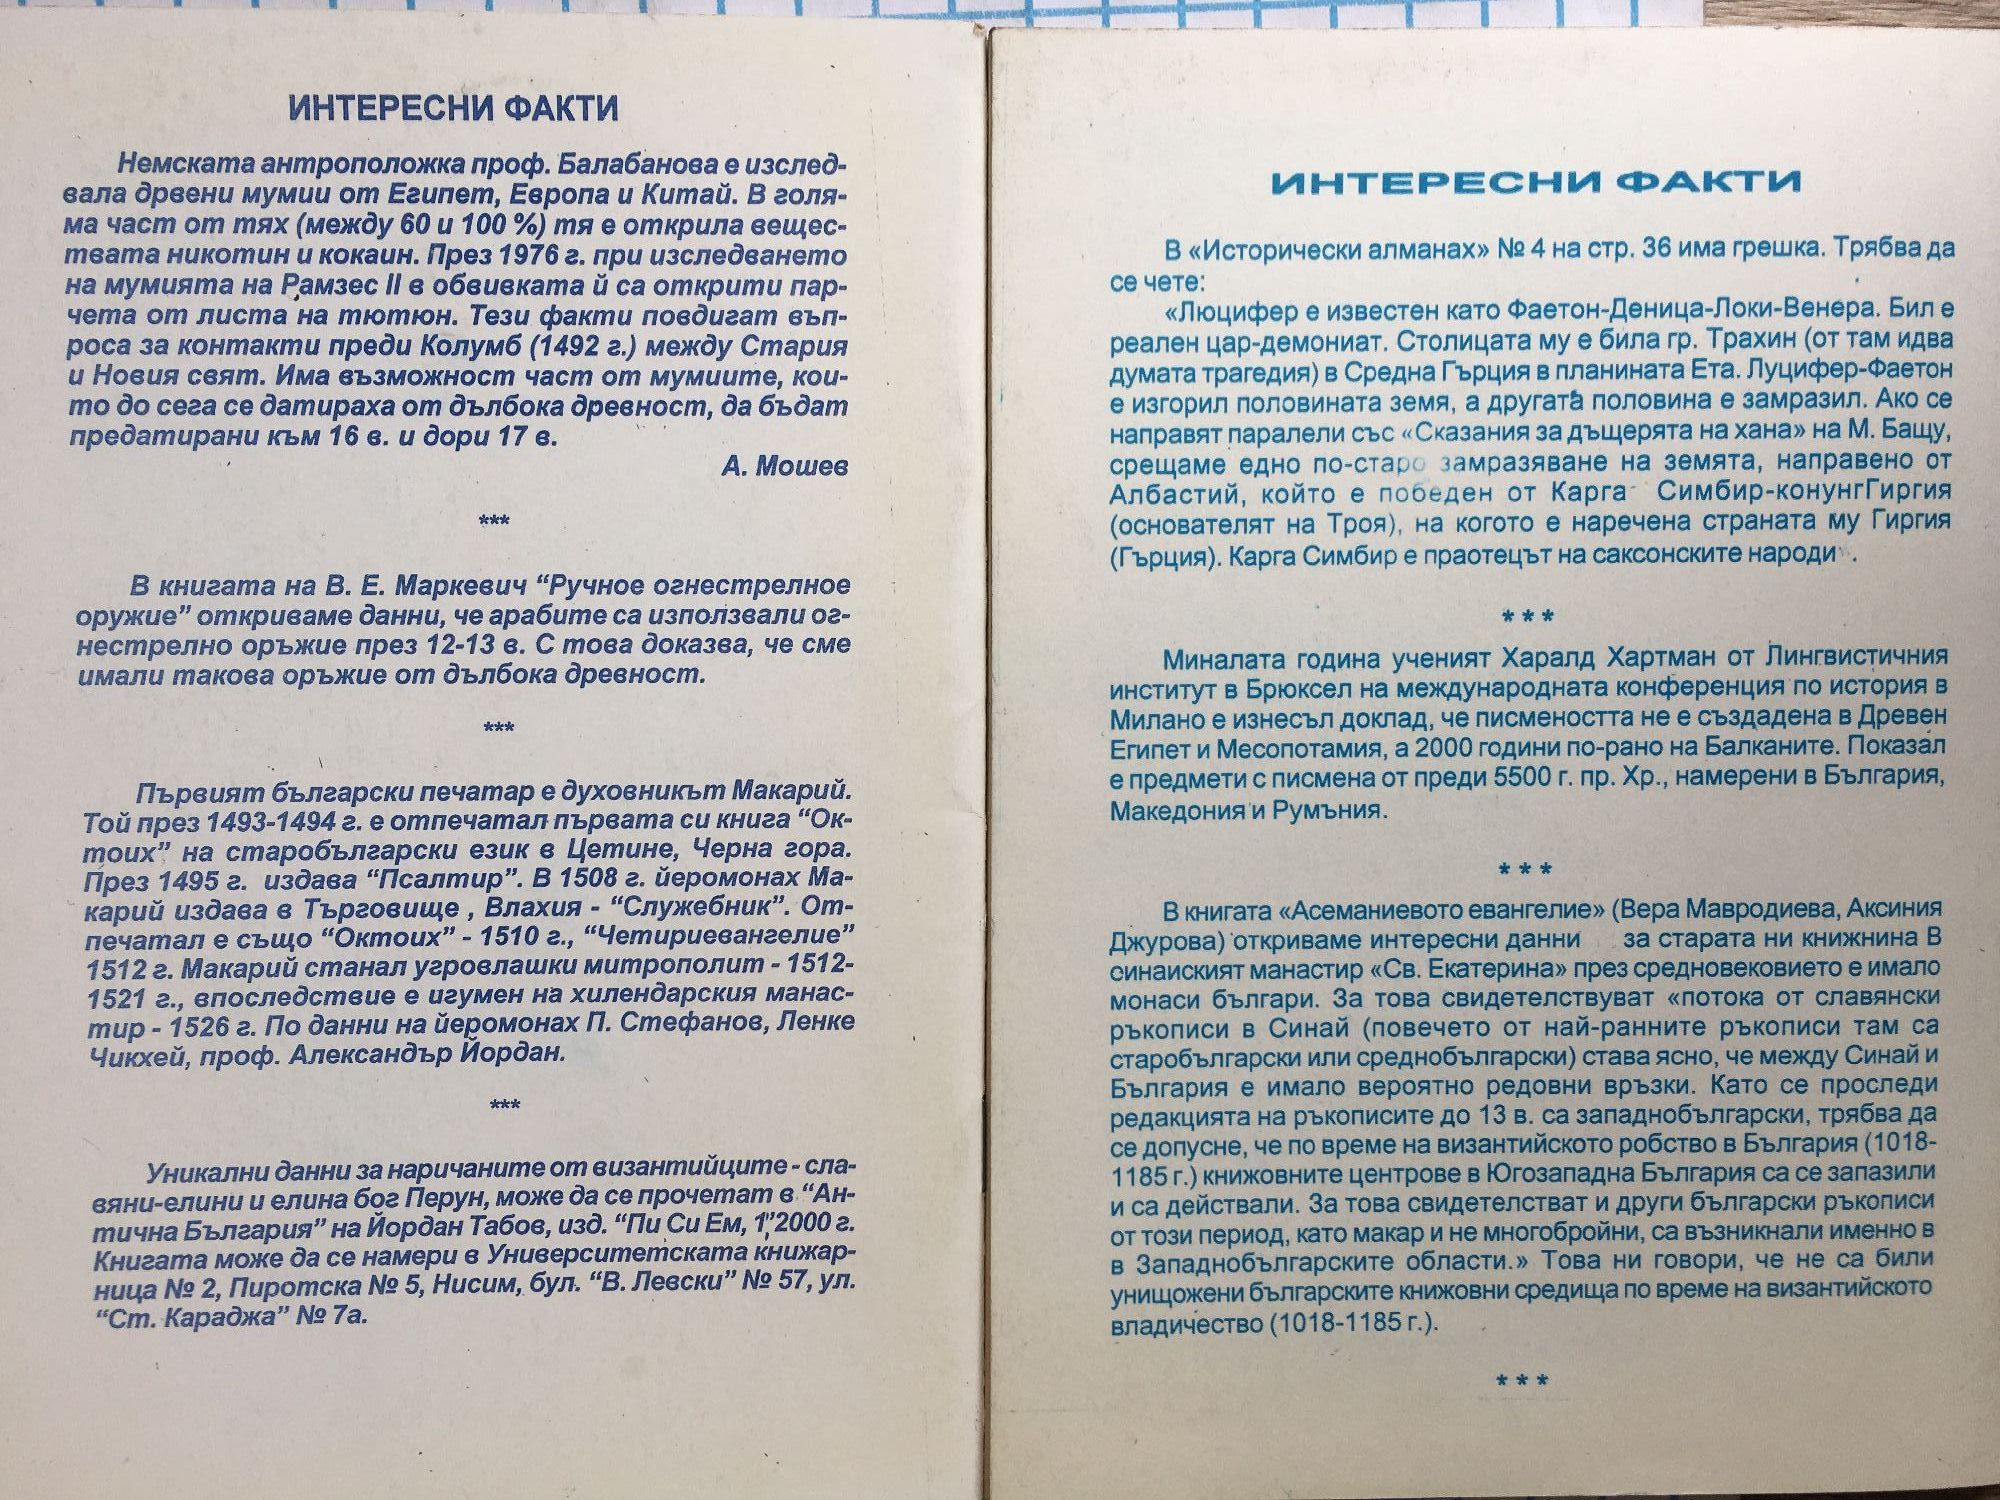 ИНТЕРЕСНИ ФАКТИ
Немската антроположка проф. Балабанова е изслед-
вала дрвени мумии от Египет, Европа и Китай. В голя-
ма част от тях (между 60 и 100 %) тя е открила вещес-
твата никотин и кокаин. През 1976 г. при изследването
на мумията на Рамзес II в обвивката й са открити пар-
чета от листа на тютюн. Тези факти повдигат въп-
роса за контакти преди Колумб (1492 г.) между Стария
и Новия свят. Има възможност част от мумиите, кои-
то до сега се датираха от дълбока древност, да бъдат
предатирани към 16 в. и дори 17 в.
А. Мошев
***
В книгата на В. Е. Маркевич “Ручное огнестрелное
оружие” откриваме данни, че арабите са използвали ог-
нестрелно оръжие през 12-13 в. С това доказва, че сме
имали такова оръжие от дълбока древност.
***
Първият български печатар е духовникът Макарий.
Той през 1493-1494 г. е отпечатал първата си книга “Ок-
тоих” на старобългарски език в Цетине, Черна гора.
През 1495 г. издава “Псалтир”. В 1508 г. йеромонах Ма-
карий издава в Търговище , Влахия - “Служебник”. От-
печатал е също “Октоих” - 1510 г., “Четириевангелие”
1512 г. Макарий станал угровлашки митрополит - 1512-
1521 г., впоследствие е игумен на хилендарския манас-
тир - 1526 г. По данни на йеромонах П. Стефанов, Ленке
Чикхей, проф. Александър Йордан.
***
Уникални данни за наричаните от византийците - сла-
вяни-елини и елина бог Перун, може да се прочетат в “Ан-
тична България” на Йордан Табов, изд. “Пи Си Ем, 1”,2000 г.
Книгата може да се намери в Университетската книжар-
ница № 2, Пиротска № 5, Нисим, бул. “В. Левски” № 57, ул.
“Ст. Караджа” № 7а.
ИНТЕРЕСНИ ФАКТИ
В «Исторически алманах» № 4 на стр. 36 има грешка. Трябва да
се чете:
«Люцифер е известен като Фаетон-Деница-Локи-Венера. Бил е
реален цар-демониат. Столицата му е била гр. Трахин (от там идва
думата трагедия) в Средна Гърция в планината Ета. Луцифер-Фаетон
е изгорил половината земя, а другата половина е замразил. Ако се
направят паралели със «Сказания за дъщерята на хана» на М. Бащу,
срещаме едно по-старо замразяване на земята, направено от
Албастий, който е победен от Карга Симбир-конунгГиргия
(основателят на Троя), на когото е наречена страната му Гиргия
(Гърция). Карга Симбир е праотецът на саксонските народи .
* * *
Миналата година ученият Харалд Хартман от Лингвистичния
институт в Брюксел на международната конференция по история в
Милано е изнесъл доклад, че писмеността не е създадена в Древен
Египет и Месопотамия, а 2000 години по-рано на Балканите. Показал
е предмети с писмена от преди 5500 г. пр. Хр., намерени в България,
Македония и Румъния.
* * *
В книгата «Асеманиевото евангелие» (Вера Мавродиева, Аксиния
Джурова) откриваме интересни данни за старата ни книжнина В
синаиският манастир «Св. Екатерина» през средновековието е имало
монаси българи. За това свидетелствуват «потока от славянски
ръкописи в Синай (повечето от най-ранните ръкописи там са
старобългарски или среднобългарски) става ясно, че между Синай и
България е имало вероятно редовни връзки. Като се проследи
редакцията на ръкописите до 13 в. са западнобългарски, трябва да
се допусне, че по време на византийското робство в България (1018-
1185 г.) книжовните центрове в Югозападна България са се запазили
и са действали. За това свидетелстват и други български ръкописи
от този период, като макар и не многобройни, са възникнали именно в
в Западнобългарските области.» Това ни говори, че не са били
унищожени българските книжовни средища по време на византийското
владичество (1018-1185 г.).
* * *